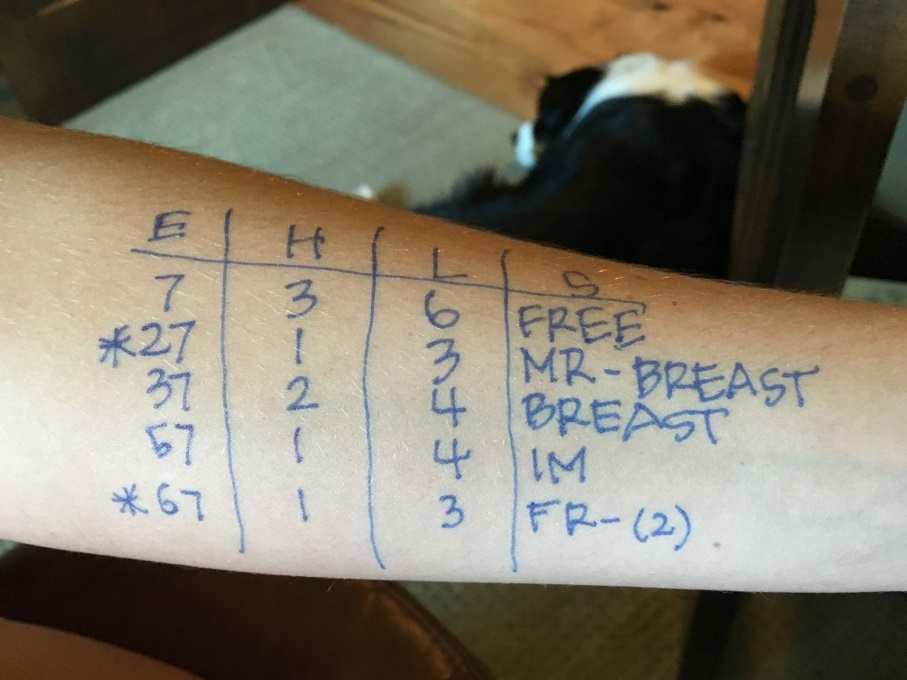 E H L S
7 3 6 FREE
*27 1 3 MR-BREAST
37 2 4 BREAST
57 1 4 IM
*67 1 3 FR-(2)